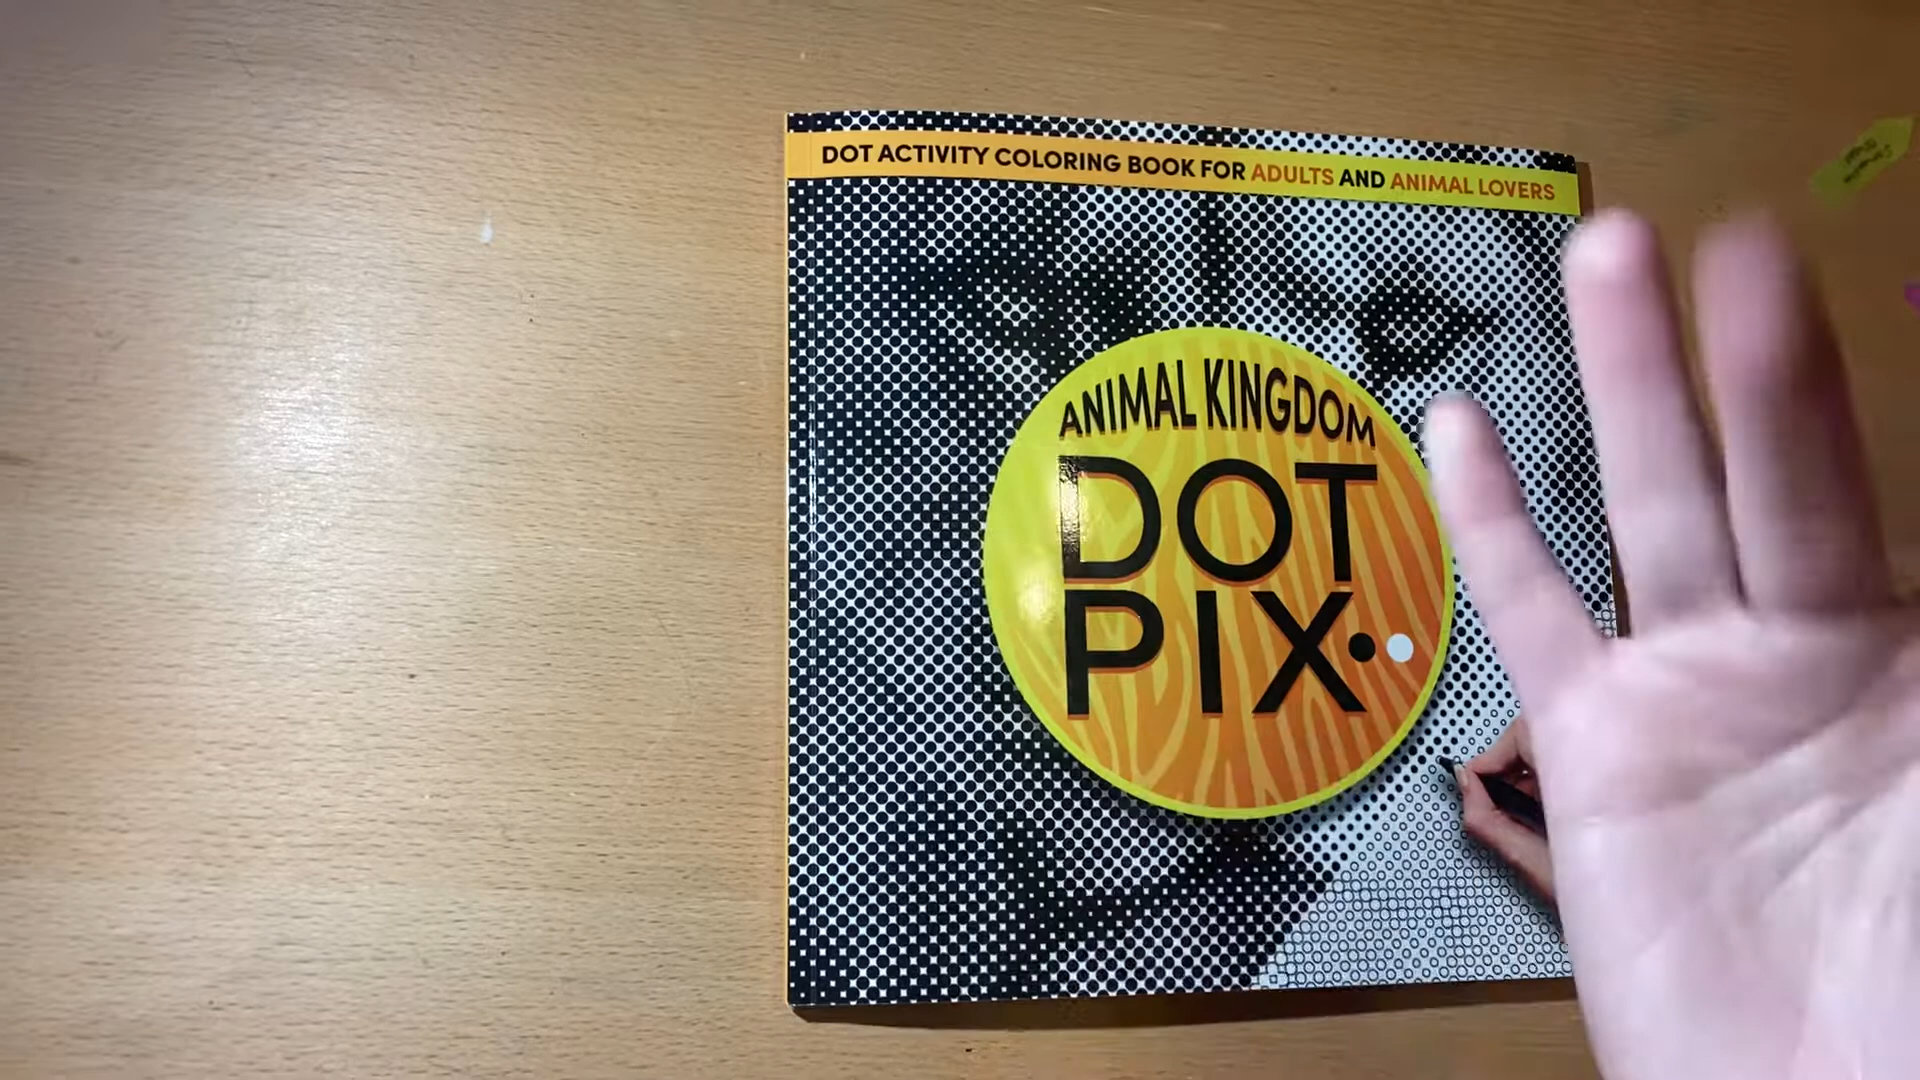 DOT ACTIVITY COLORING BOOK FOR ADULTS AND ANIMAL LOVERS
ANIMAL KINGDOM
DOT
PIX